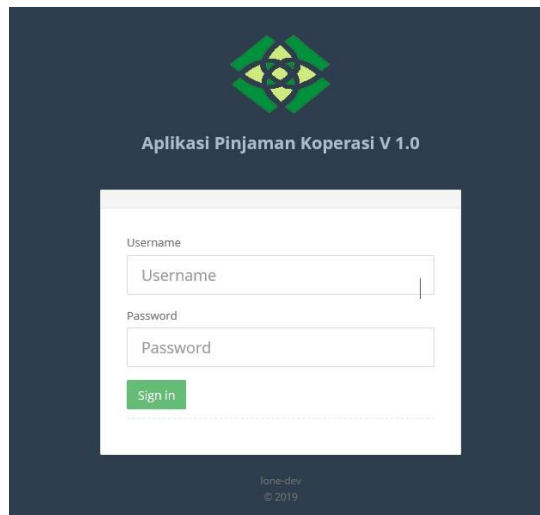 Aplikasi Pinjaman Koperasi V 1.0
Username
Username
Password
Password
Sign in
lone-dev
© 2019